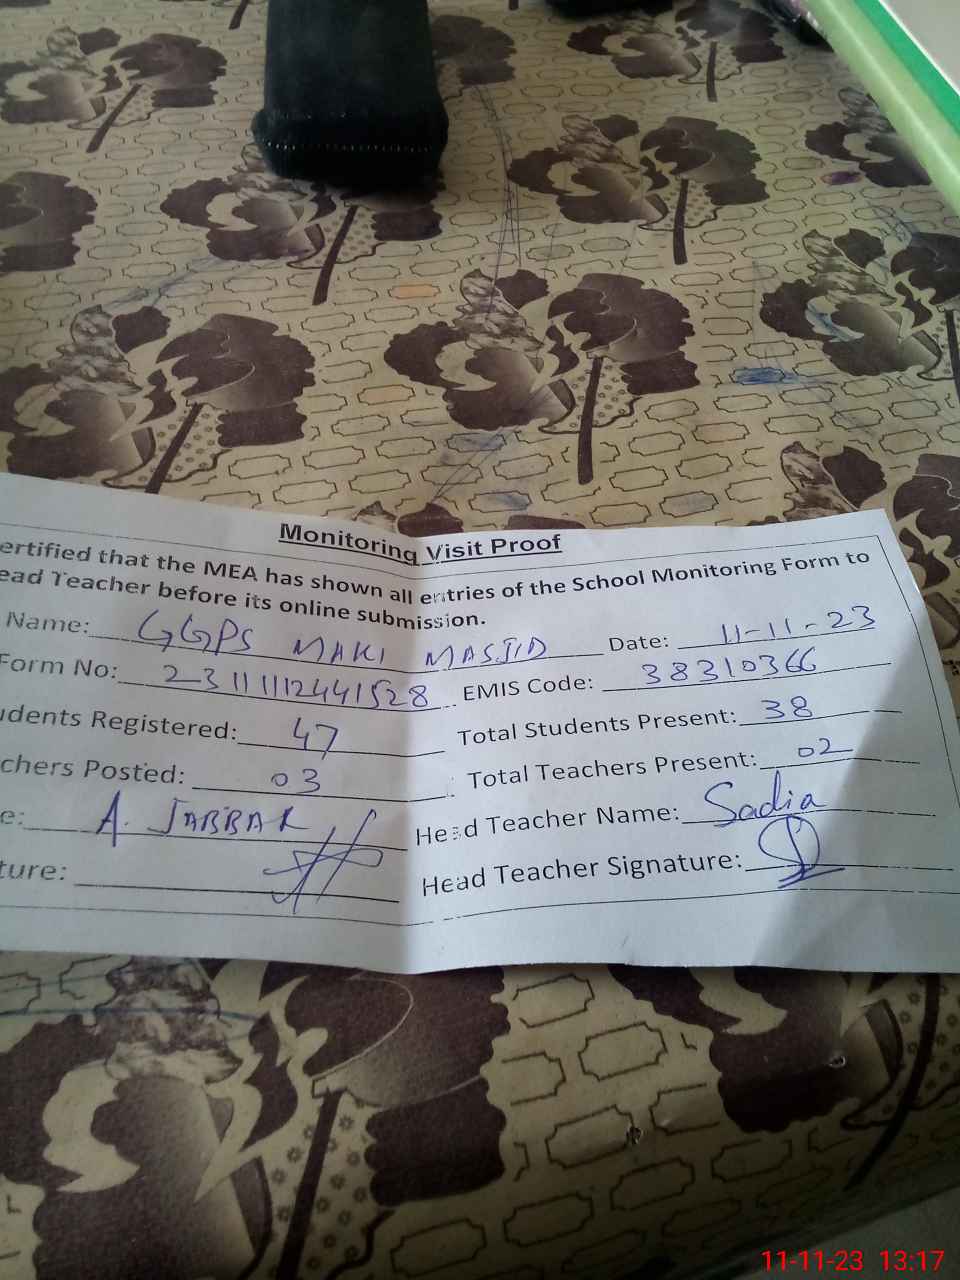 Monitoring Visit Proof
ertified that the MEA has shown all entries of the School Monitoring Form to
ead Teacher before its online submission.
Name: GGPS MAKI MASJID Date: 11-11-23
Form No: 23111112441528 EMIS Code: 38310366
udents Registered: 47 Total Students Present: 38
chers Posted: 03 Total Teachers Present: 02
e: A. JABBAR Head Teacher Name: Sadia
ture: Head Teacher Signature:
11-11-23 13:17